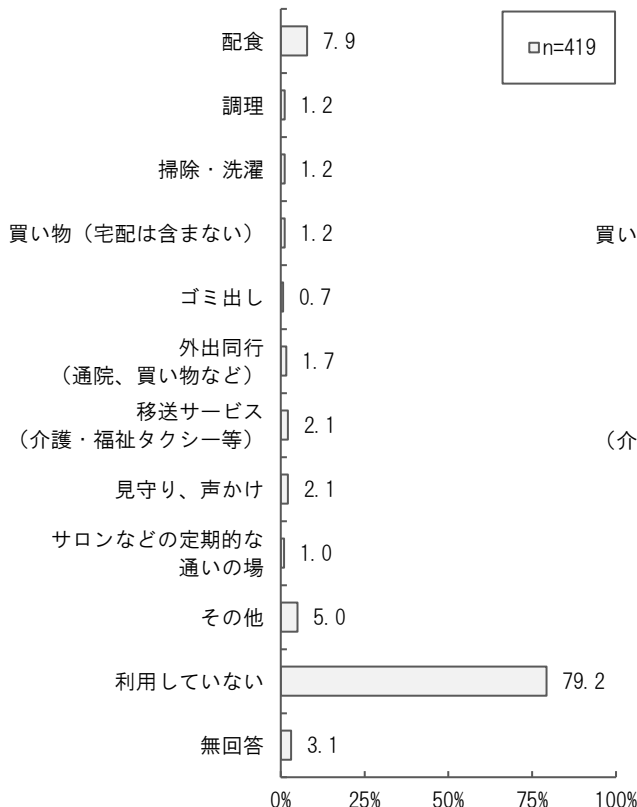 配食
7.9
□n=419
調理
1.2
掃除・洗濯
1.2
買い物（宅配は含まない）
1.2
買い
ゴミ出し
0.7
外出同行
（通院、買い物など）
1.7
移送サービス
（介護・福祉タクシー等）
2.1
（介
見守り、声かけ
2.1
サロンなどの定期的な
通いの場
1.0
その他
5.0
利用していない
79.2
無回答
3.1
0% 25% 50% 75% 100%